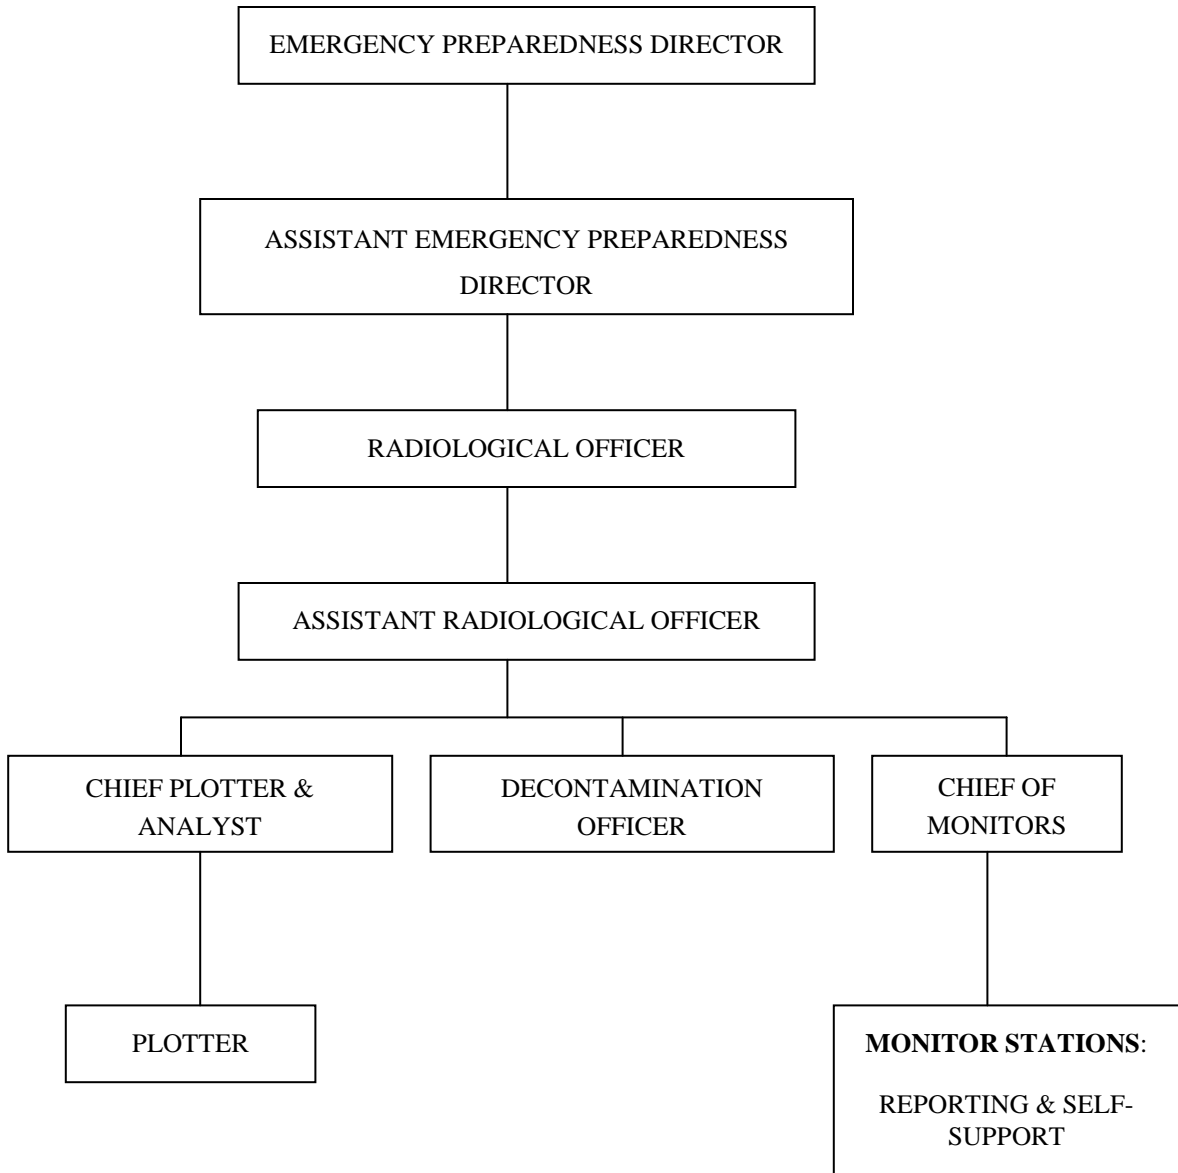 EMERGENCY PREPAREDNESS DIRECTOR
ASSISTANT EMERGENCY PREPAREDNESS
DIRECTOR
RADIOLOGICAL OFFICER
ASSISTANT RADIOLOGICAL OFFICER
CHIEF PLOTTER &
ANALYST
DECONTAMINATION
OFFICER
CHIEF OF
MONITORS
PLOTTER
MONITOR STATIONS:
REPORTING & SELF-
SUPPORT